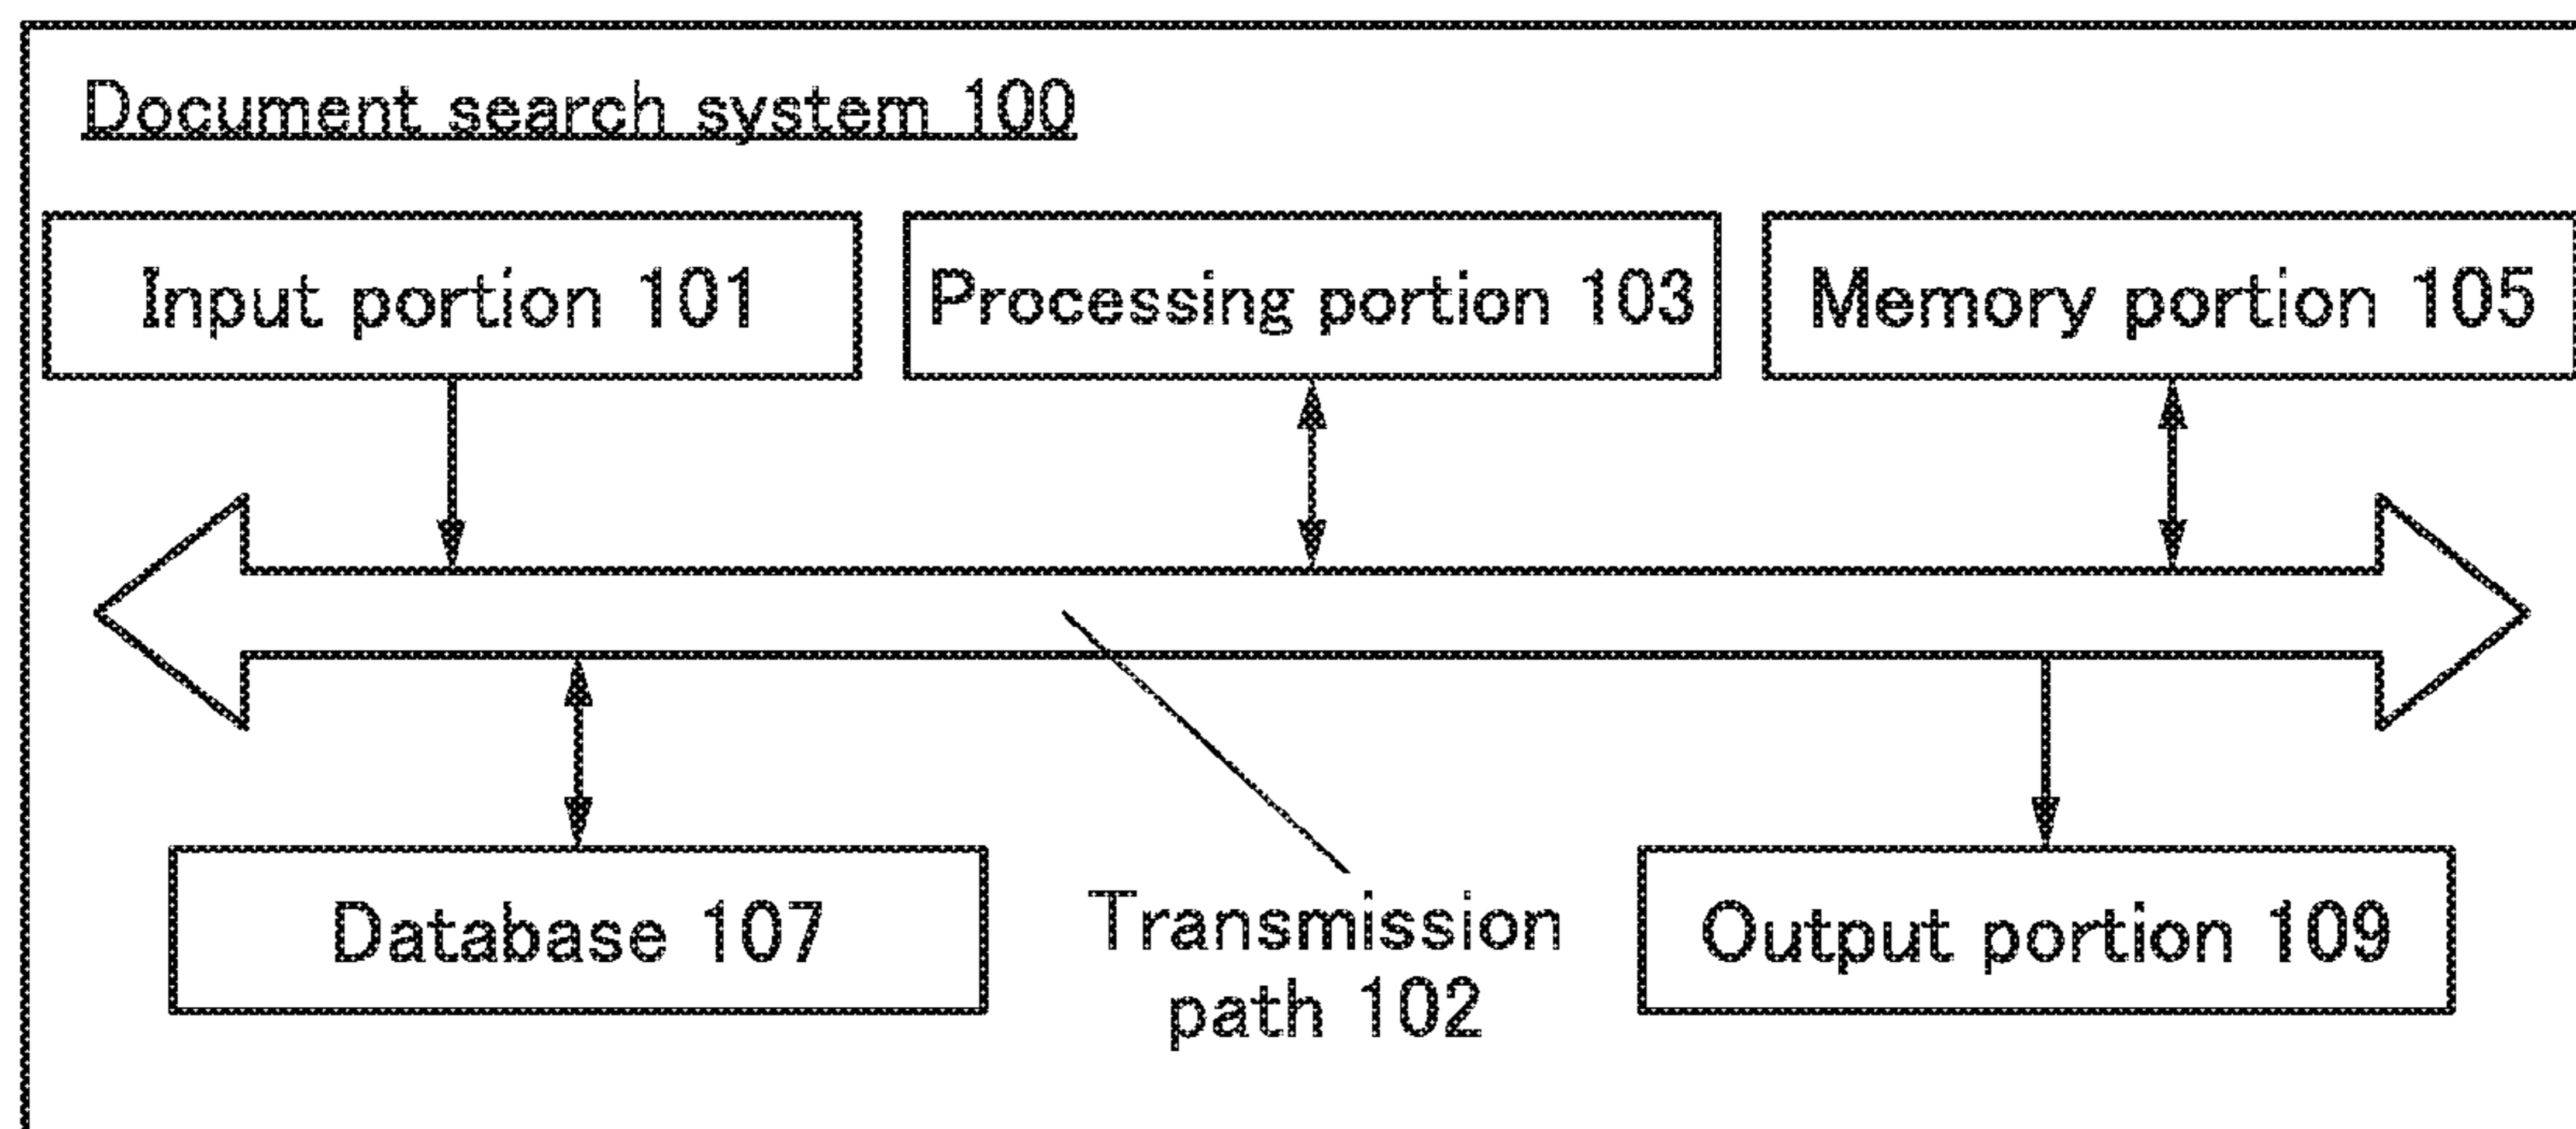 Document search system 100
Input portion 101
Processing portion 103
Memory portion 105
Database 107
Transmission
path 102
Output portion 109